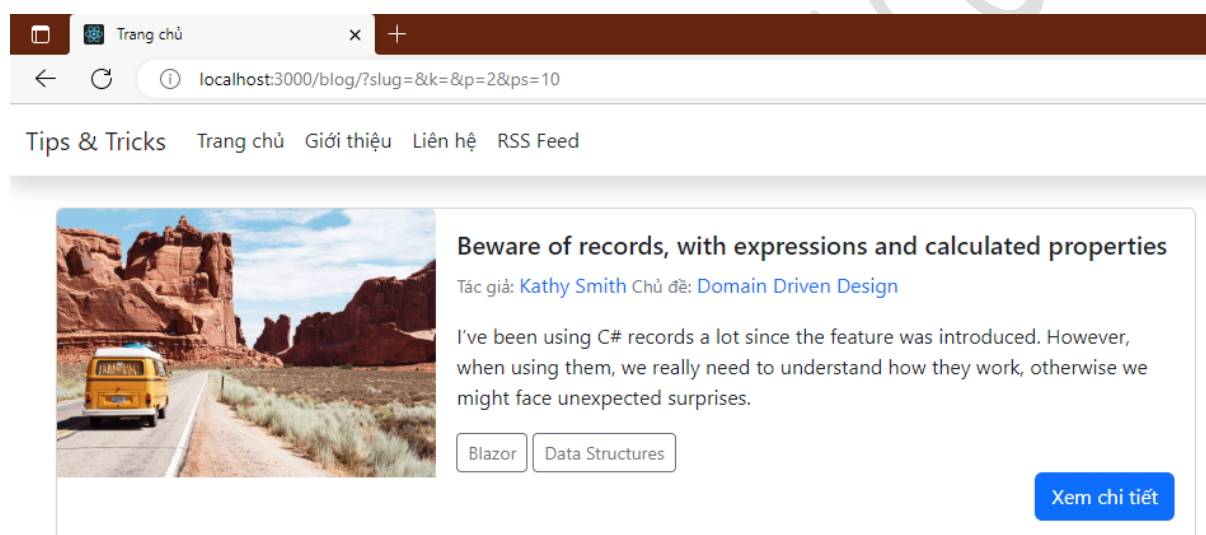 Trang chủ
localhost:3000/blog/?slug=&k=&p=2&ps=10
Tips & Tricks Trang chủ Giới thiệu Liên hệ RSS Feed
Beware of records, with expressions and calculated properties
Tác giả: Kathy Smith Chủ đề: Domain Driven Design
I've been using C# records a lot since the feature was introduced. However,
when using them, we really need to understand how they work, otherwise we
might face unexpected surprises.
Blazor Data Structures
Xem chi tiết